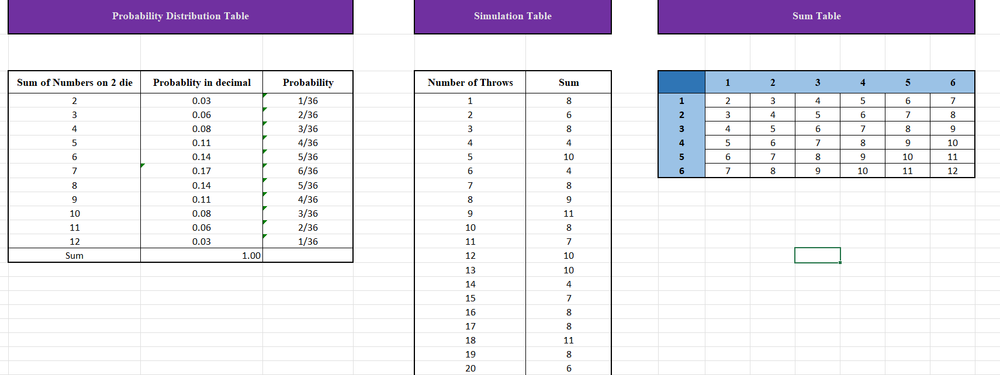 Probability Distribution Table
Simulation Table
Sum Table
Sum of Numbers on 2 die Probablity in decimal Probability
2 0.03 1/36
3 0.06 2/36
4 0.08 3/36
5 0.11 4/36
6 0.14 5/36
7 0.17 6/36
8 0.14 5/36
9 0.11 4/36
10 0.08 3/36
11 0.06 2/36
12 0.03 1/36
Sum 1.00
Number of Throws Sum
1 8
2 6
3 8
4 4
5 10
6 4
7 8
8 9
9 11
10 8
11 7
12 10
13 10
14 4
15 7
16 8
17 8
18 11
19 8
20 6
1 2 3 4 5 6
1 2 3 4 5 6 7
2 3 4 5 6 7 8
3 4 5 6 7 8 9
4 5 6 7 8 9 10
5 6 7 8 9 10 11
6 7 8 9 10 11 12